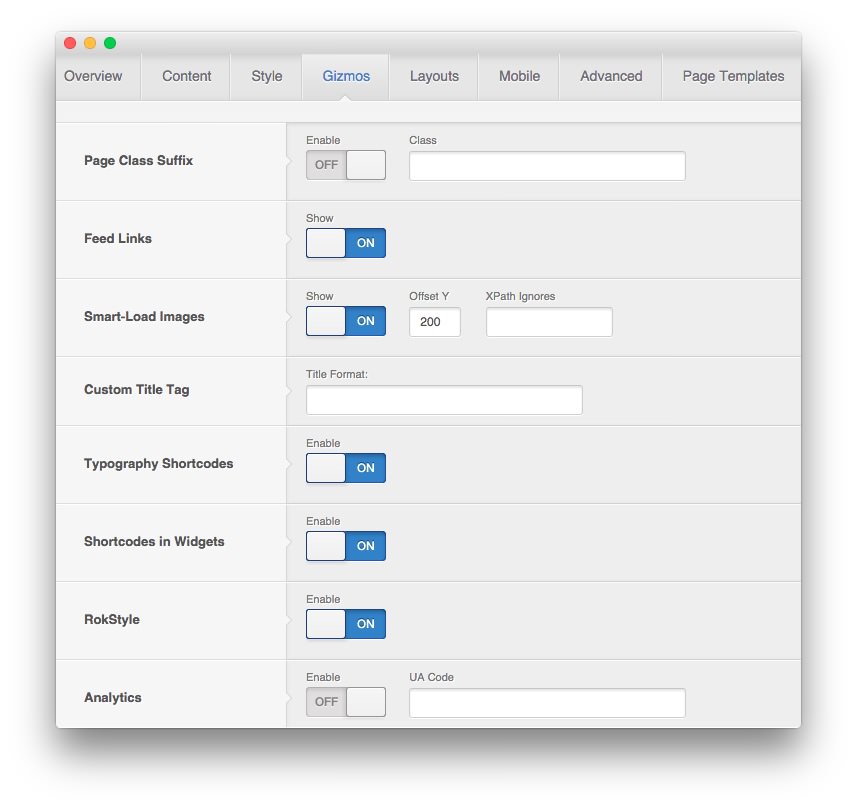 Overview Content Style Gizmos Layouts Mobile Advanced Page Templates
Enable Class
Page Class Suffix OFF
Show
Feed Links ON
Show Offset Y XPath Ignores
Smart-Load Images ON 200
Title Format:
Custom Title Tag
Enable
Typography Shortcodes ON
Enable
Shortcodes in Widgets ON
Enable
RokStyle ON
Enable UA Code
Analytics OFF